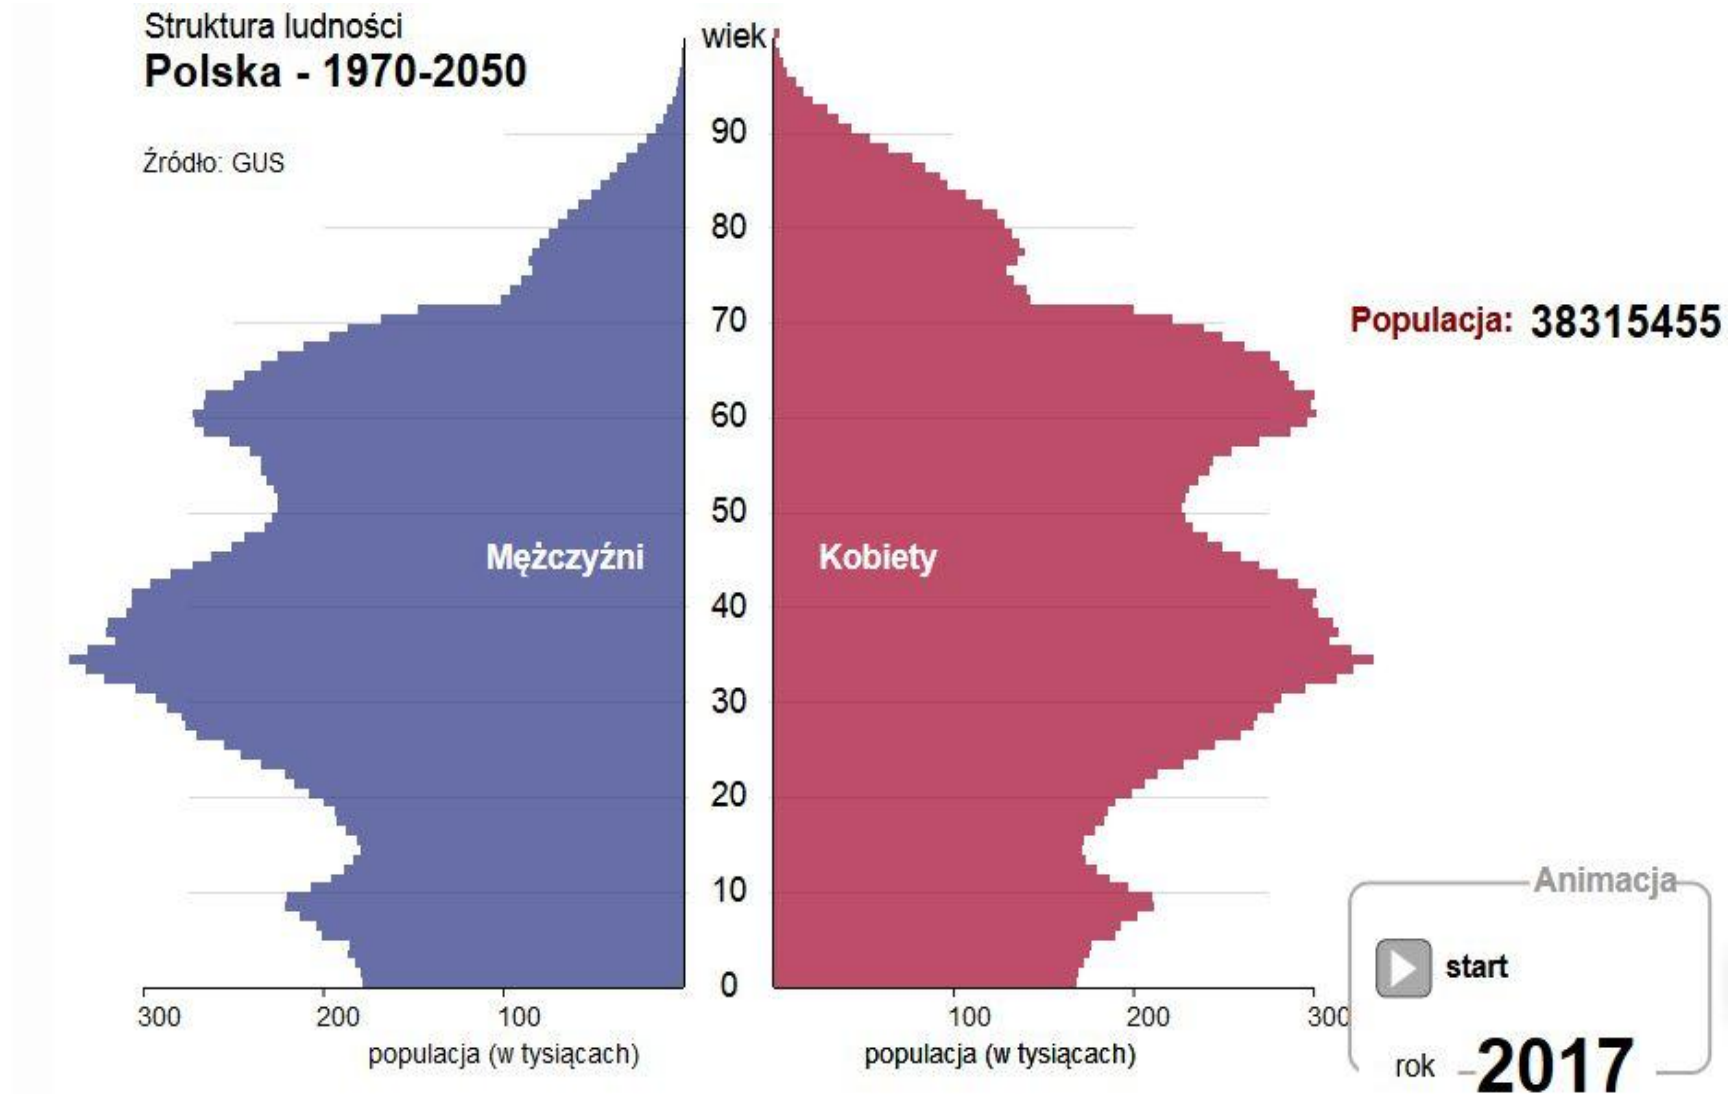 Struktura ludności
Polska - 1970-2050
Źródło: GUS
wiek
90
80
70
60
50
40
30
20
10
0
Mężczyźni
Kobiety
300 200 100
populacja (w tysiącach)
100 200 300
populacja (w tysiącach)
Populacja: 38315455
Animacja
start
rok 2017